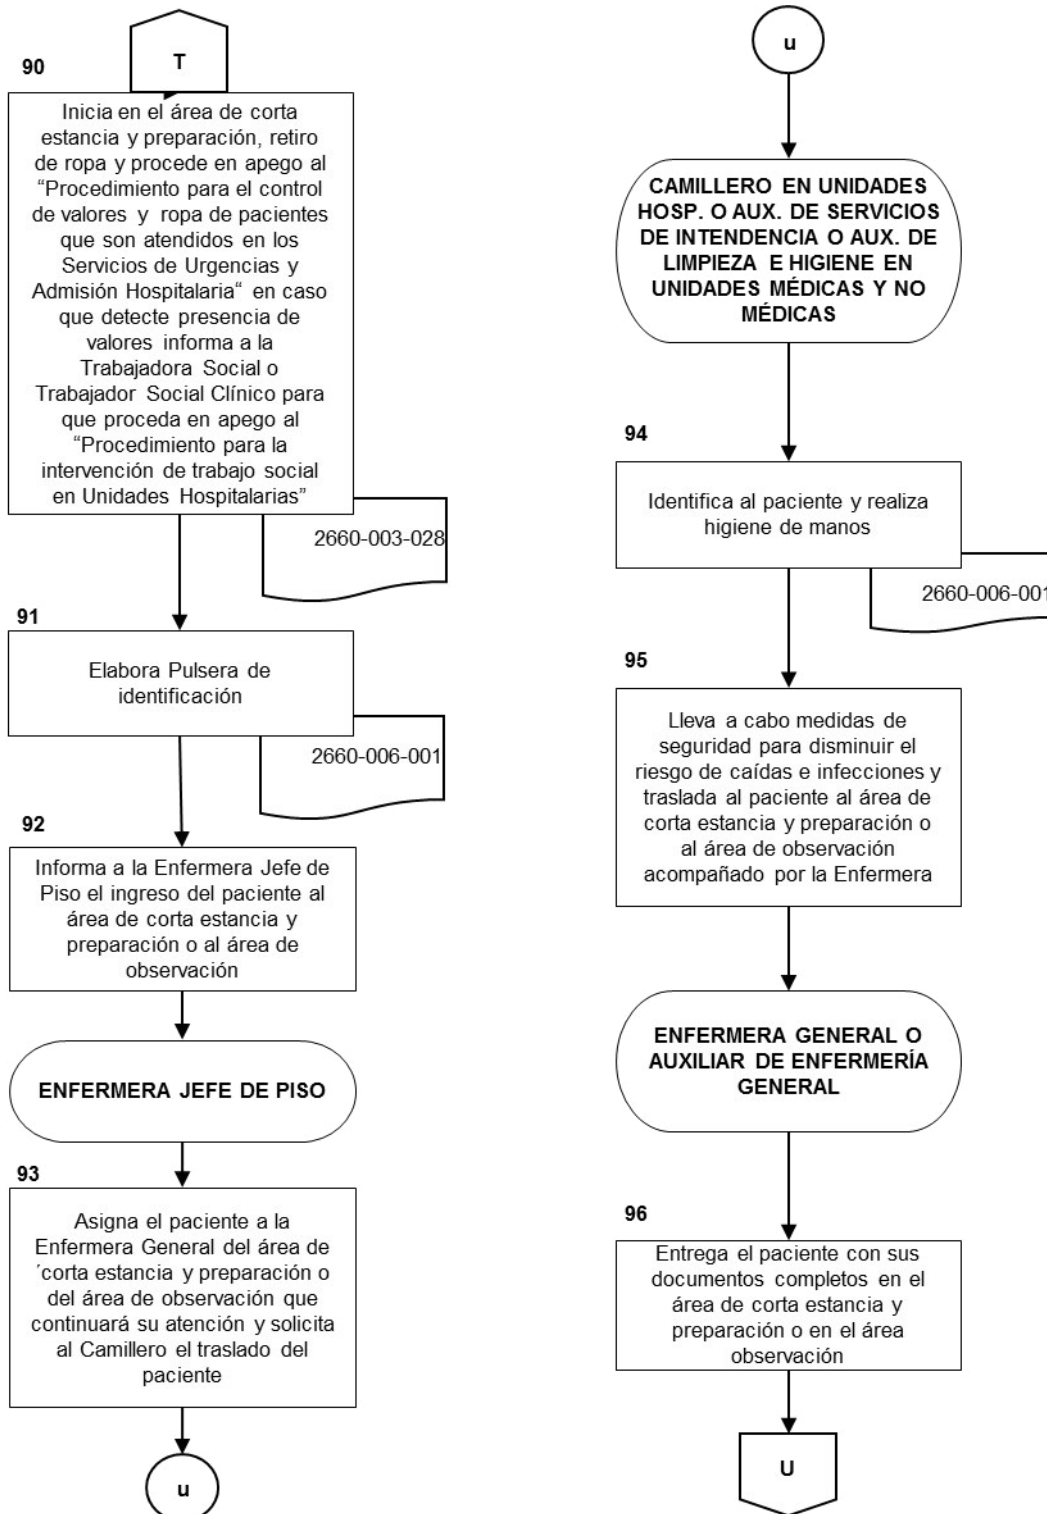 T
90
Inicia en el área de corta
estancia y preparación, retiro
de ropa y procede en apego al
“Procedimiento para el control
de valores y ropa de pacientes
que son atendidos en los
Servicios de Urgencias y
Admisión Hospitalaria“ en caso
que detecte presencia de
valores informa a la
Trabajadora Social o
Trabajador Social Clínico para
que proceda en apego al
“Procedimiento para la
intervención de trabajo social
en Unidades Hospitalarias”
2660-003-028
91
Elabora Pulsera de
identificación
2660-006-001
92
Informa a la Enfermera Jefe de
Piso el ingreso del paciente al
área de corta estancia y
preparación o al área de
observación
ENFERMERA JEFE DE PISO
93
Asigna el paciente a la
Enfermera General del área de
´corta estancia y preparación o
del área de observación que
continuará su atención y solicita
al Camillero el traslado del
paciente
u
u
CAMILLERO EN UNIDADES
HOSP. O AUX. DE SERVICIOS
DE INTENDENCIA O AUX. DE
LIMPIEZA E HIGIENE EN
UNIDADES MÉDICAS Y NO
MÉDICAS
94
Identifica al paciente y realiza
higiene de manos
2660-006-001
95
Lleva a cabo medidas de
seguridad para disminuir el
riesgo de caídas e infecciones y
traslada al paciente al área de
corta estancia y preparación o
al área de observación
acompañado por la Enfermera
ENFERMERA GENERAL O
AUXILIAR DE ENFERMERÍA
GENERAL
96
Entrega el paciente con sus
documentos completos en el
área de corta estancia y
preparación o en el área
observación
U